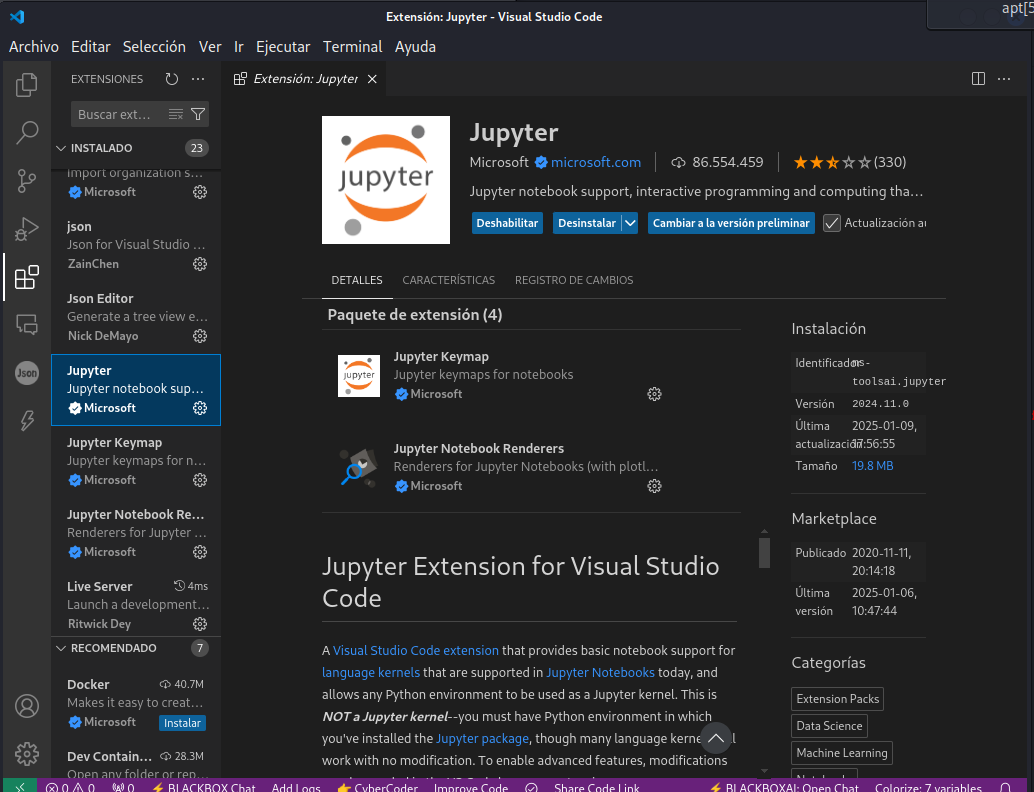 Extensión: Jupyter - Visual Studio Code
apt[5
Archivo Editar Selección Ver Ir Ejecutar Terminal Ayuda
EXTENSIONES
Extensión: Jupyter
Buscar ext…
INSTALADO 23
Import organization s…
Microsoft
json
Json for Visual Studio …
ZainChen
Json Editor
Generate a tree view e…
Nick DeMayo
Json
Jupyter
Jupyter notebook sup…
Microsoft
Jupyter Keymap
Jupyter keymaps for n…
Microsoft
Jupyter Notebook Re…
Renderers for Jupyter …
Microsoft
Live Server 4ms
Launch a development…
Ritwick Dey
RECOMENDADO 7
Docker 40.7M
Makes it easy to creat…
Microsoft Instalar
Dev Contain… 28.3M
Open any folder or rep…
jupyter
Jupyter
Microsoft microsoft.com 86.554.459 (330)
Jupyter notebook support, interactive programming and computing tha…
Deshabilitar Desinstalar Cambiar a la versión preliminar Actualización au
DETALLES CARACTERÍSTICAS REGISTRO DE CAMBIOS
Paquete de extensión (4)
jupyter
Jupyter Keymap
Jupyter keymaps for notebooks
Microsoft
Jupyter Notebook Renderers
Renderers for Jupyter Notebooks (with plotl…
Microsoft
Jupyter Extension for Visual Studio
Code
A Visual Studio Code extension that provides basic notebook support for
language kernels that are supported in Jupyter Notebooks today, and
allows any Python environment to be used as a Jupyter kernel. This is
NOT a Jupyter kernel--you must have Python environment in which
you've installed the Jupyter package, though many language
work with no modification. To enable advanced features, modifications
Instalación
Identificador ms-
toolsai.jupyter
Versión 2024.11.0
Última 2025-01-09,
actualización 17:56:55
Tamaño 19.8 MB
Marketplace
Publicado 2020-11-11,
20:14:18
Última 2025-01-06,
versión 10:47:44
Categorías
Extension Packs
Data Science
Machine Learning
0 0 0 BLACKBOX Chat Add Logs CyberCoder Improve Code Share Code Link BLACKBOXAI: Open Chat Colorize: 7 variables